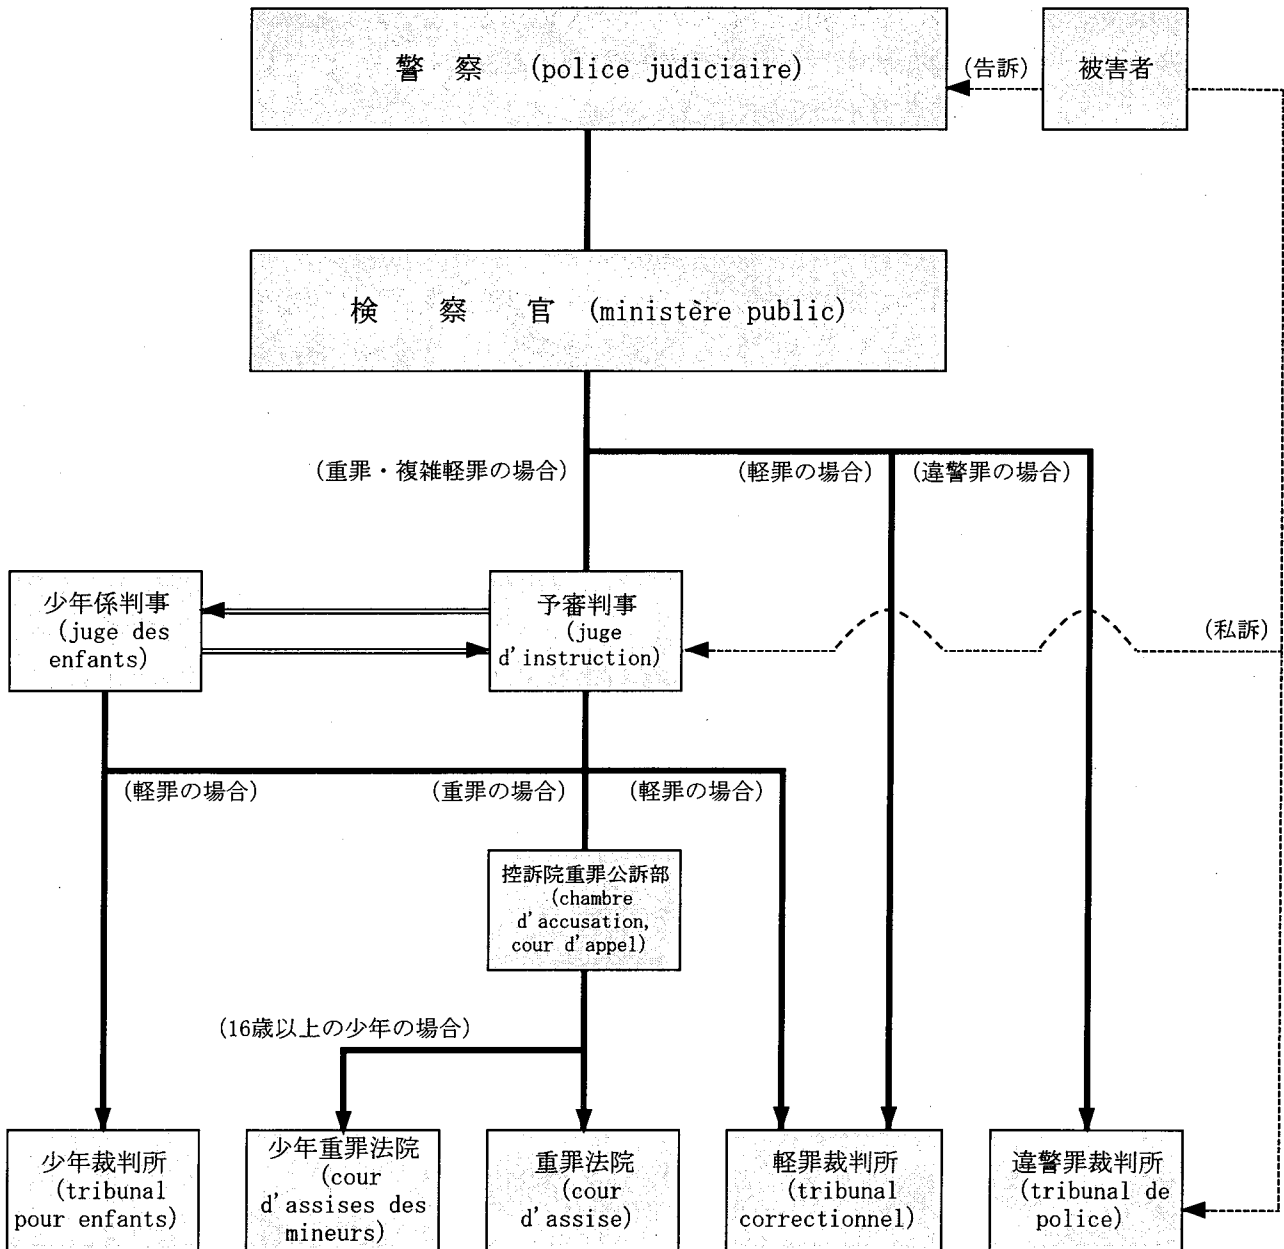 警 察 (police judiciaire)
(告訴)
被害者
検 察 官 (ministère public)
(重罪・複雑軽罪の場合)
(軽罪の場合)
(違警罪の場合)
少年係判事
(juge des
enfants)
予審判事
(juge
d'instruction)
(私訴)
(軽罪の場合)
(重罪の場合)
(軽罪の場合)
控訴院重罪公訴部
(chambre
d'accusation,
cour d'appel)
(16歳以上の少年の場合)
少年裁判所
(tribunal
pour enfants)
少年重罪法院
(cour
d'assises des
mineurs)
重罪法院
(cour
d'assise)
軽罪裁判所
(tribunal
correctionnel)
違警罪裁判所
(tribunal de
police)